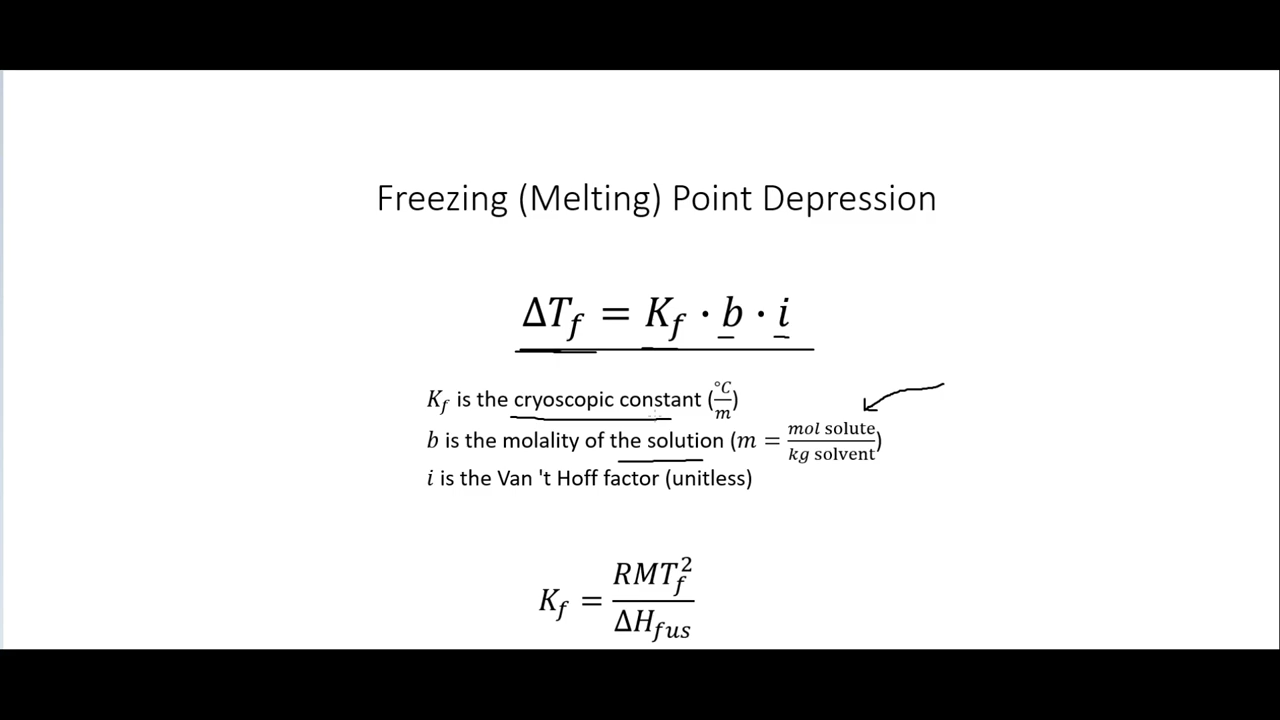 Freezing (Melting) Point Depression
ΔT_f = K_f · b · i
K_f is the cryoscopic constant (°C/m)
b is the molality of the solution (m = mol solute/kg solvent)
i is the Van 't Hoff factor (unitless)
K_f = RMT_f^2/ΔH_fus